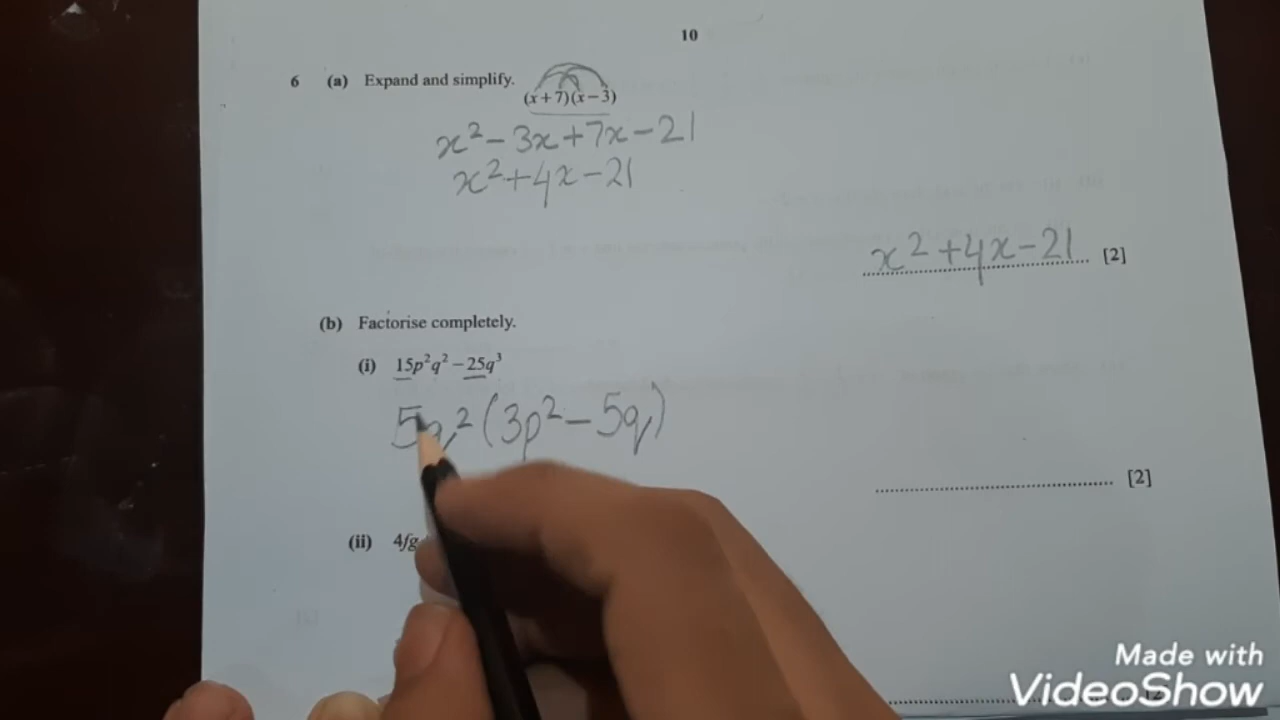 10
6 (a) Expand and simplify.
(x+7)(x−3)
x² − 3x + 7x − 21
x² + 4x − 21
x² + 4x − 21 [2]
(b) Factorise completely.
(i) 15p²q² − 25q³
5q² (3p² − 5q)
[2]
(ii) 4fg
Made with
VideoShow